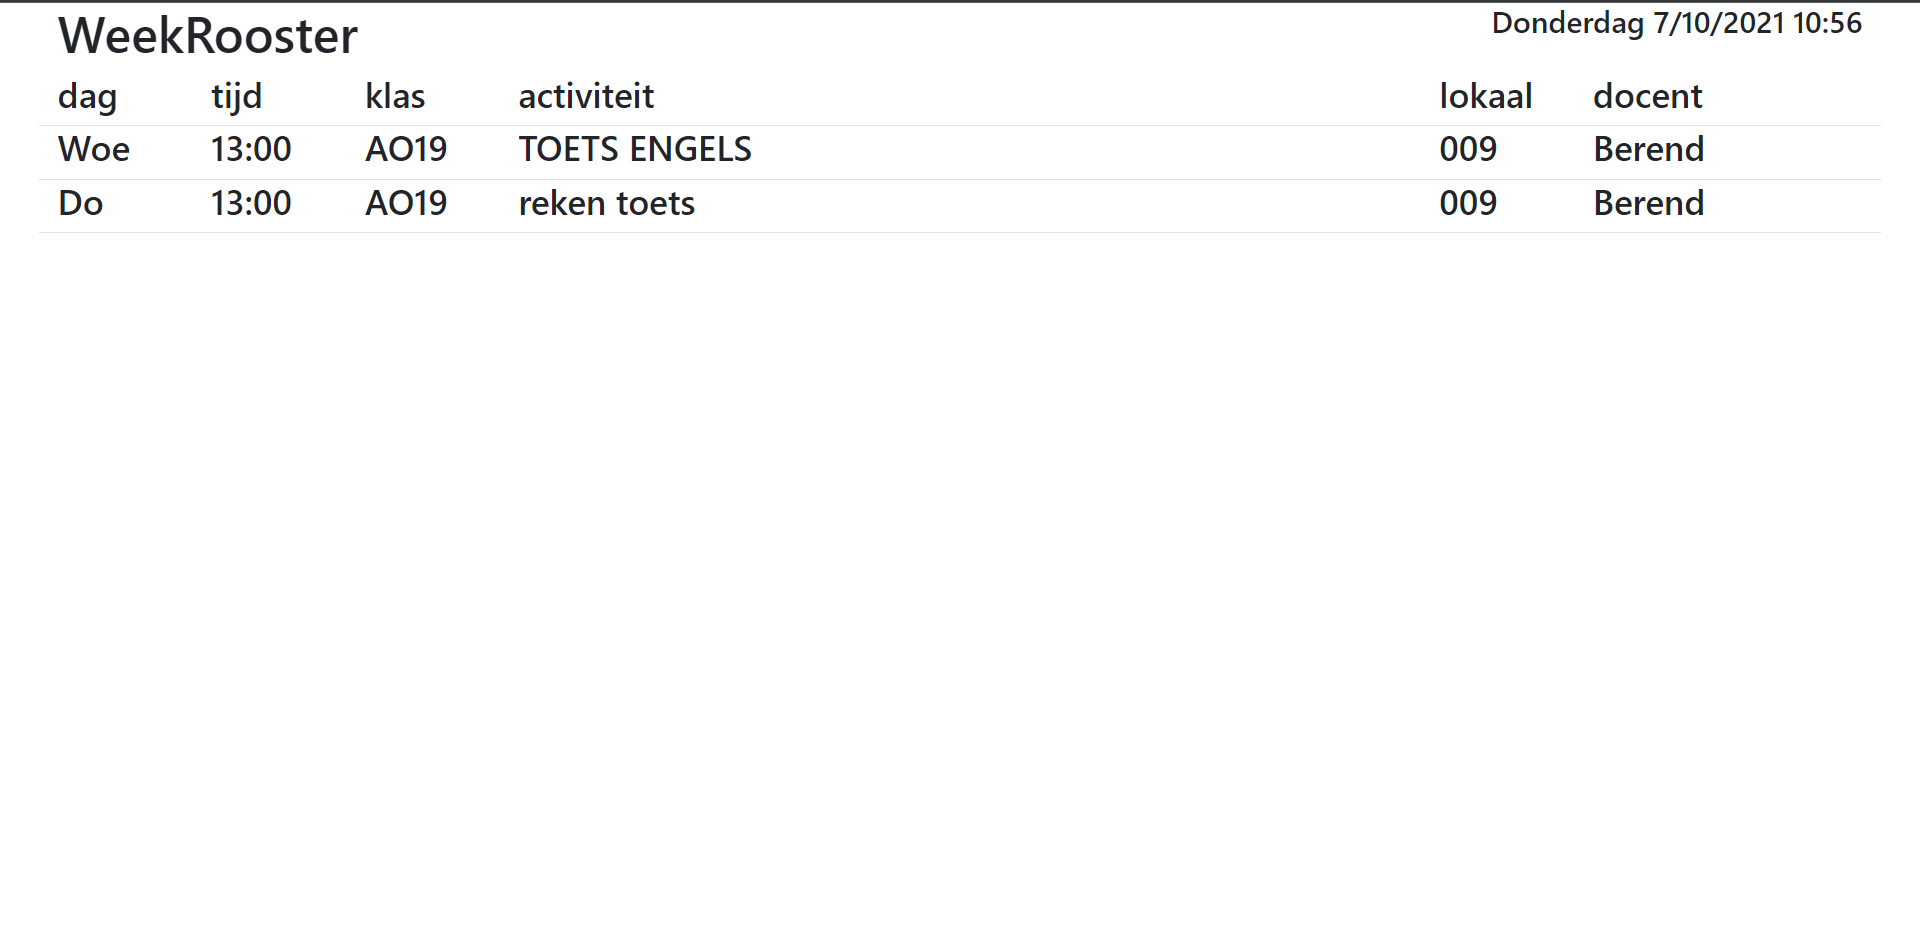 WeekRooster
Donderdag 7/10/2021 10:56
dag tijd klas activiteit lokaal docent
Woe 13:00 AO19 TOETS ENGELS 009 Berend
Do 13:00 AO19 reken toets 009 Berend